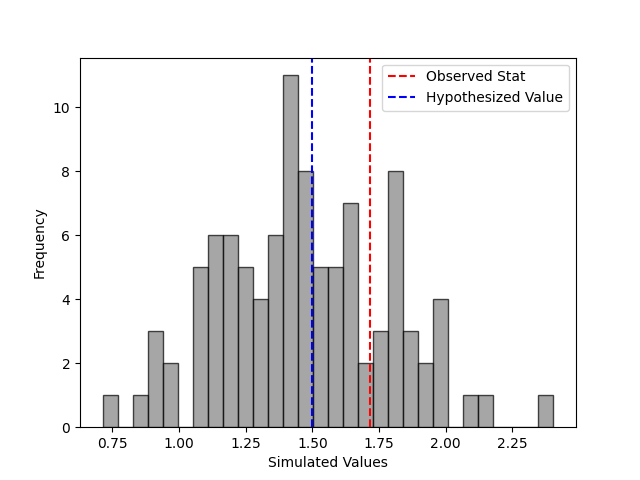 Observed Stat
Hypothesized Value
Frequency
10
8
6
4
2
0
0.75 1.00 1.25 1.50 1.75 2.00 2.25
Simulated Values